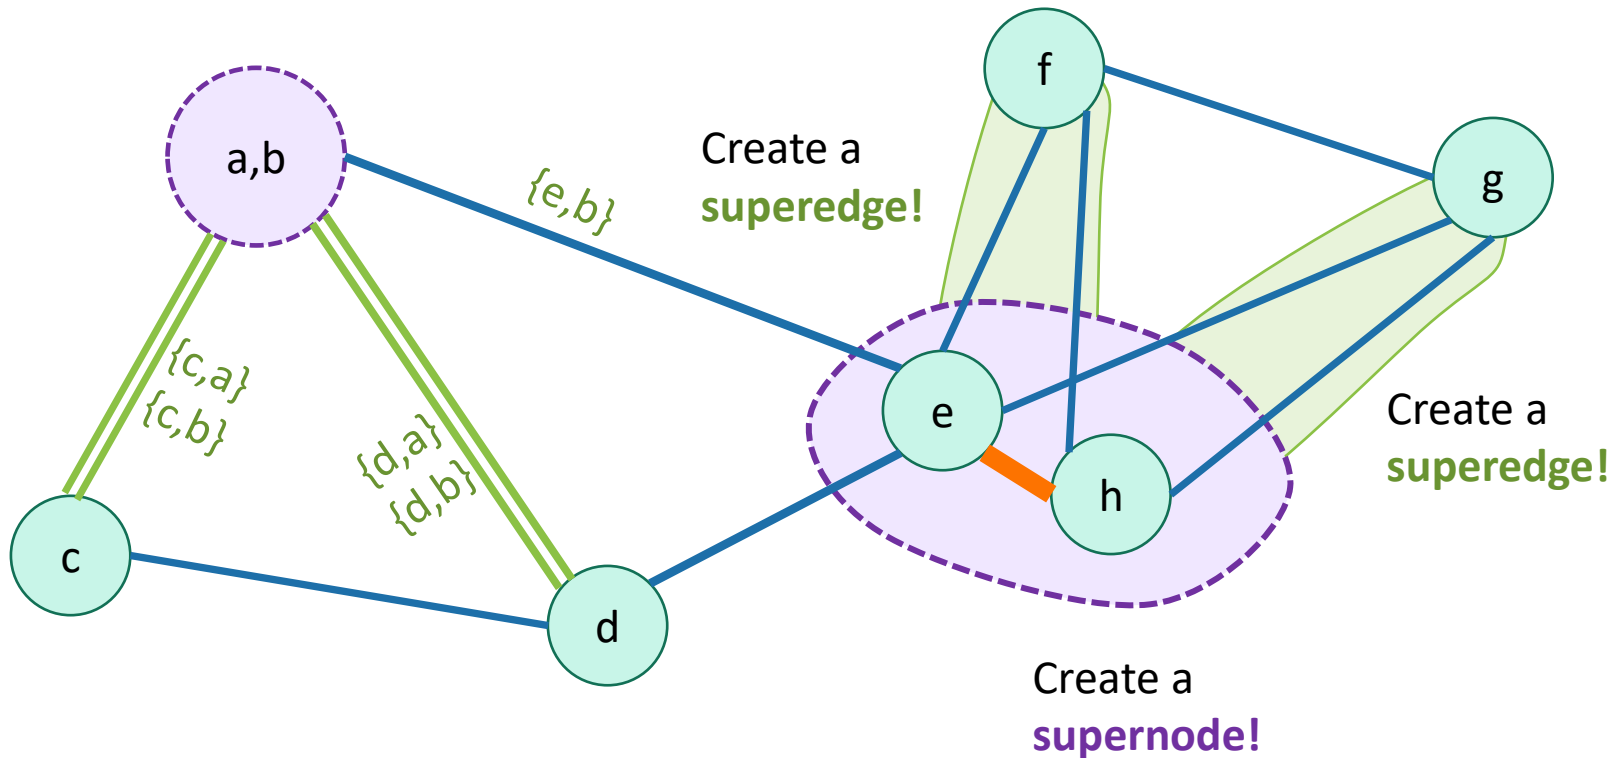 f
Create a
superedge!
a,b
{e,b}
g
{c,a}
{c,b}
{d,a}
{d,b}
e
Create a
superedge!
h
c
d
Create a
supernode!